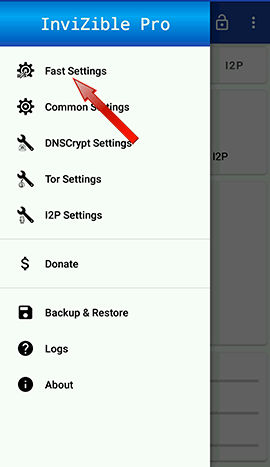 InviZible Pro
Fast Settings
I2P
Common Settings
DNSCrypt Settings
I2P
Tor Settings
I2P Settings
$ Donate
Backup & Restore
Logs
About